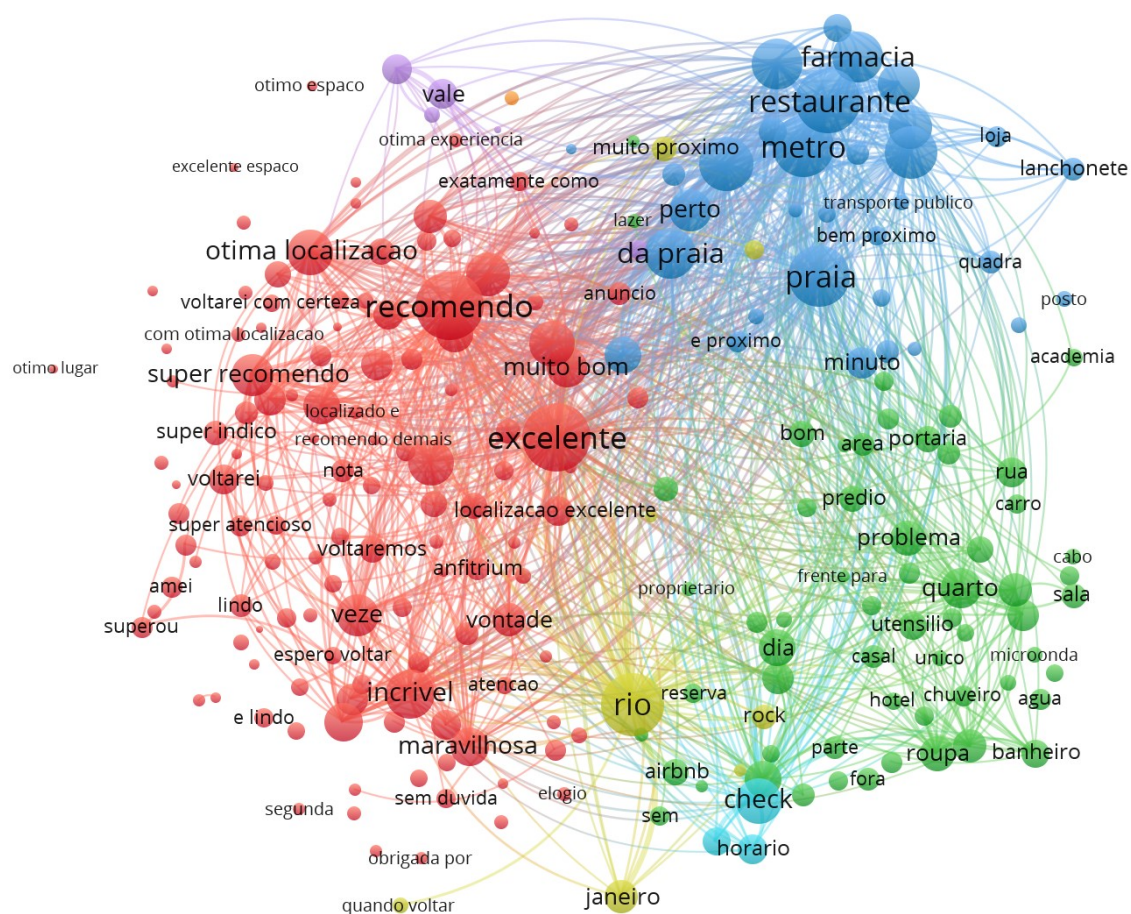 farmacia
otimo espaco
vale
restaurante
otima experiencia
muito proximo
metro
loja
excelente espaco
exatamente como
lanchonete
perto
transporte publico
lazer
bem proximo
otima localizacao
da praia
quadra
praia
anuncio
voltarei com certeza
recomendo
posto
com otima localizacao
e proximo
academia
otimo lugar
super recomendo
muito bom
minuto
localizado e
super indico
recomendo demais
excelente
bom
area
portaria
voltarei
nota
rua
predio
carro
super atencioso
localizacao excelente
voltaremos
problema
anfitrium
cabo
amei
proprietario
frente para
quarto
sala
lindo
superou
veze
vontade
utensilio
espero voltar
dia
casal
unico
microonda
incrivel
atencao
rio
reserva
hotel
chuveiro
agua
e lindo
rock
maravilhosa
parte
roupa
banheiro
airbnb
fora
sem duvida
elogio
check
segunda
sem
horario
obrigada por
janeiro
quando voltar